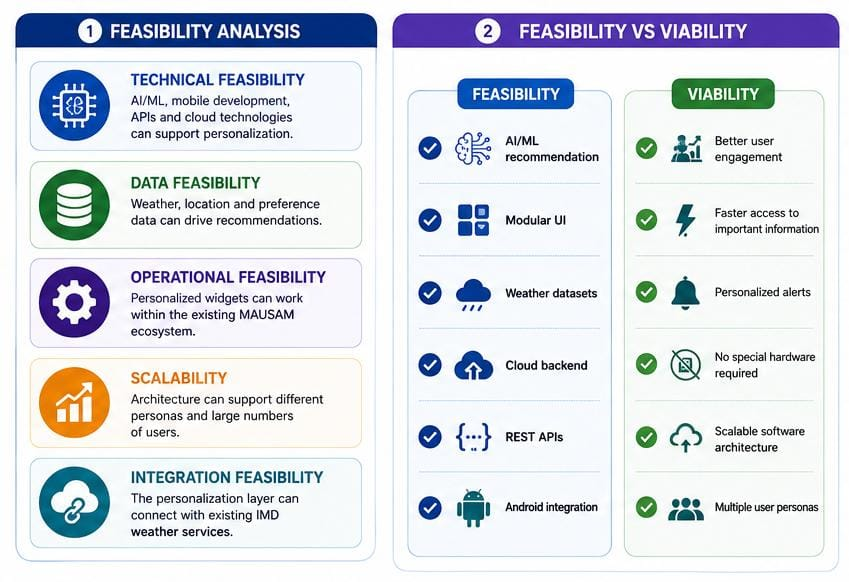 1 FEASIBILITY ANALYSIS
TECHNICAL FEASIBILITY
AI/ML, mobile development,
APIs and cloud technologies
can support personalization.
DATA FEASIBILITY
Weather, location and preference
data can drive recommendations.
OPERATIONAL FEASIBILITY
Personalized widgets can work
within the existing MAUSAM
ecosystem.
SCALABILITY
Architecture can support different
personas and large numbers
of users.
INTEGRATION FEASIBILITY
The personalization layer can
connect with existing IMD
weather services.
2 FEASIBILITY VS VIABILITY
FEASIBILITY
AI/ML
recommendation
Modular UI
Weather datasets
Cloud backend
REST APIs
Android integration
VIABILITY
Better user
engagement
Faster access to
important information
Personalized alerts
No special hardware
required
Scalable software
architecture
Multiple user personas